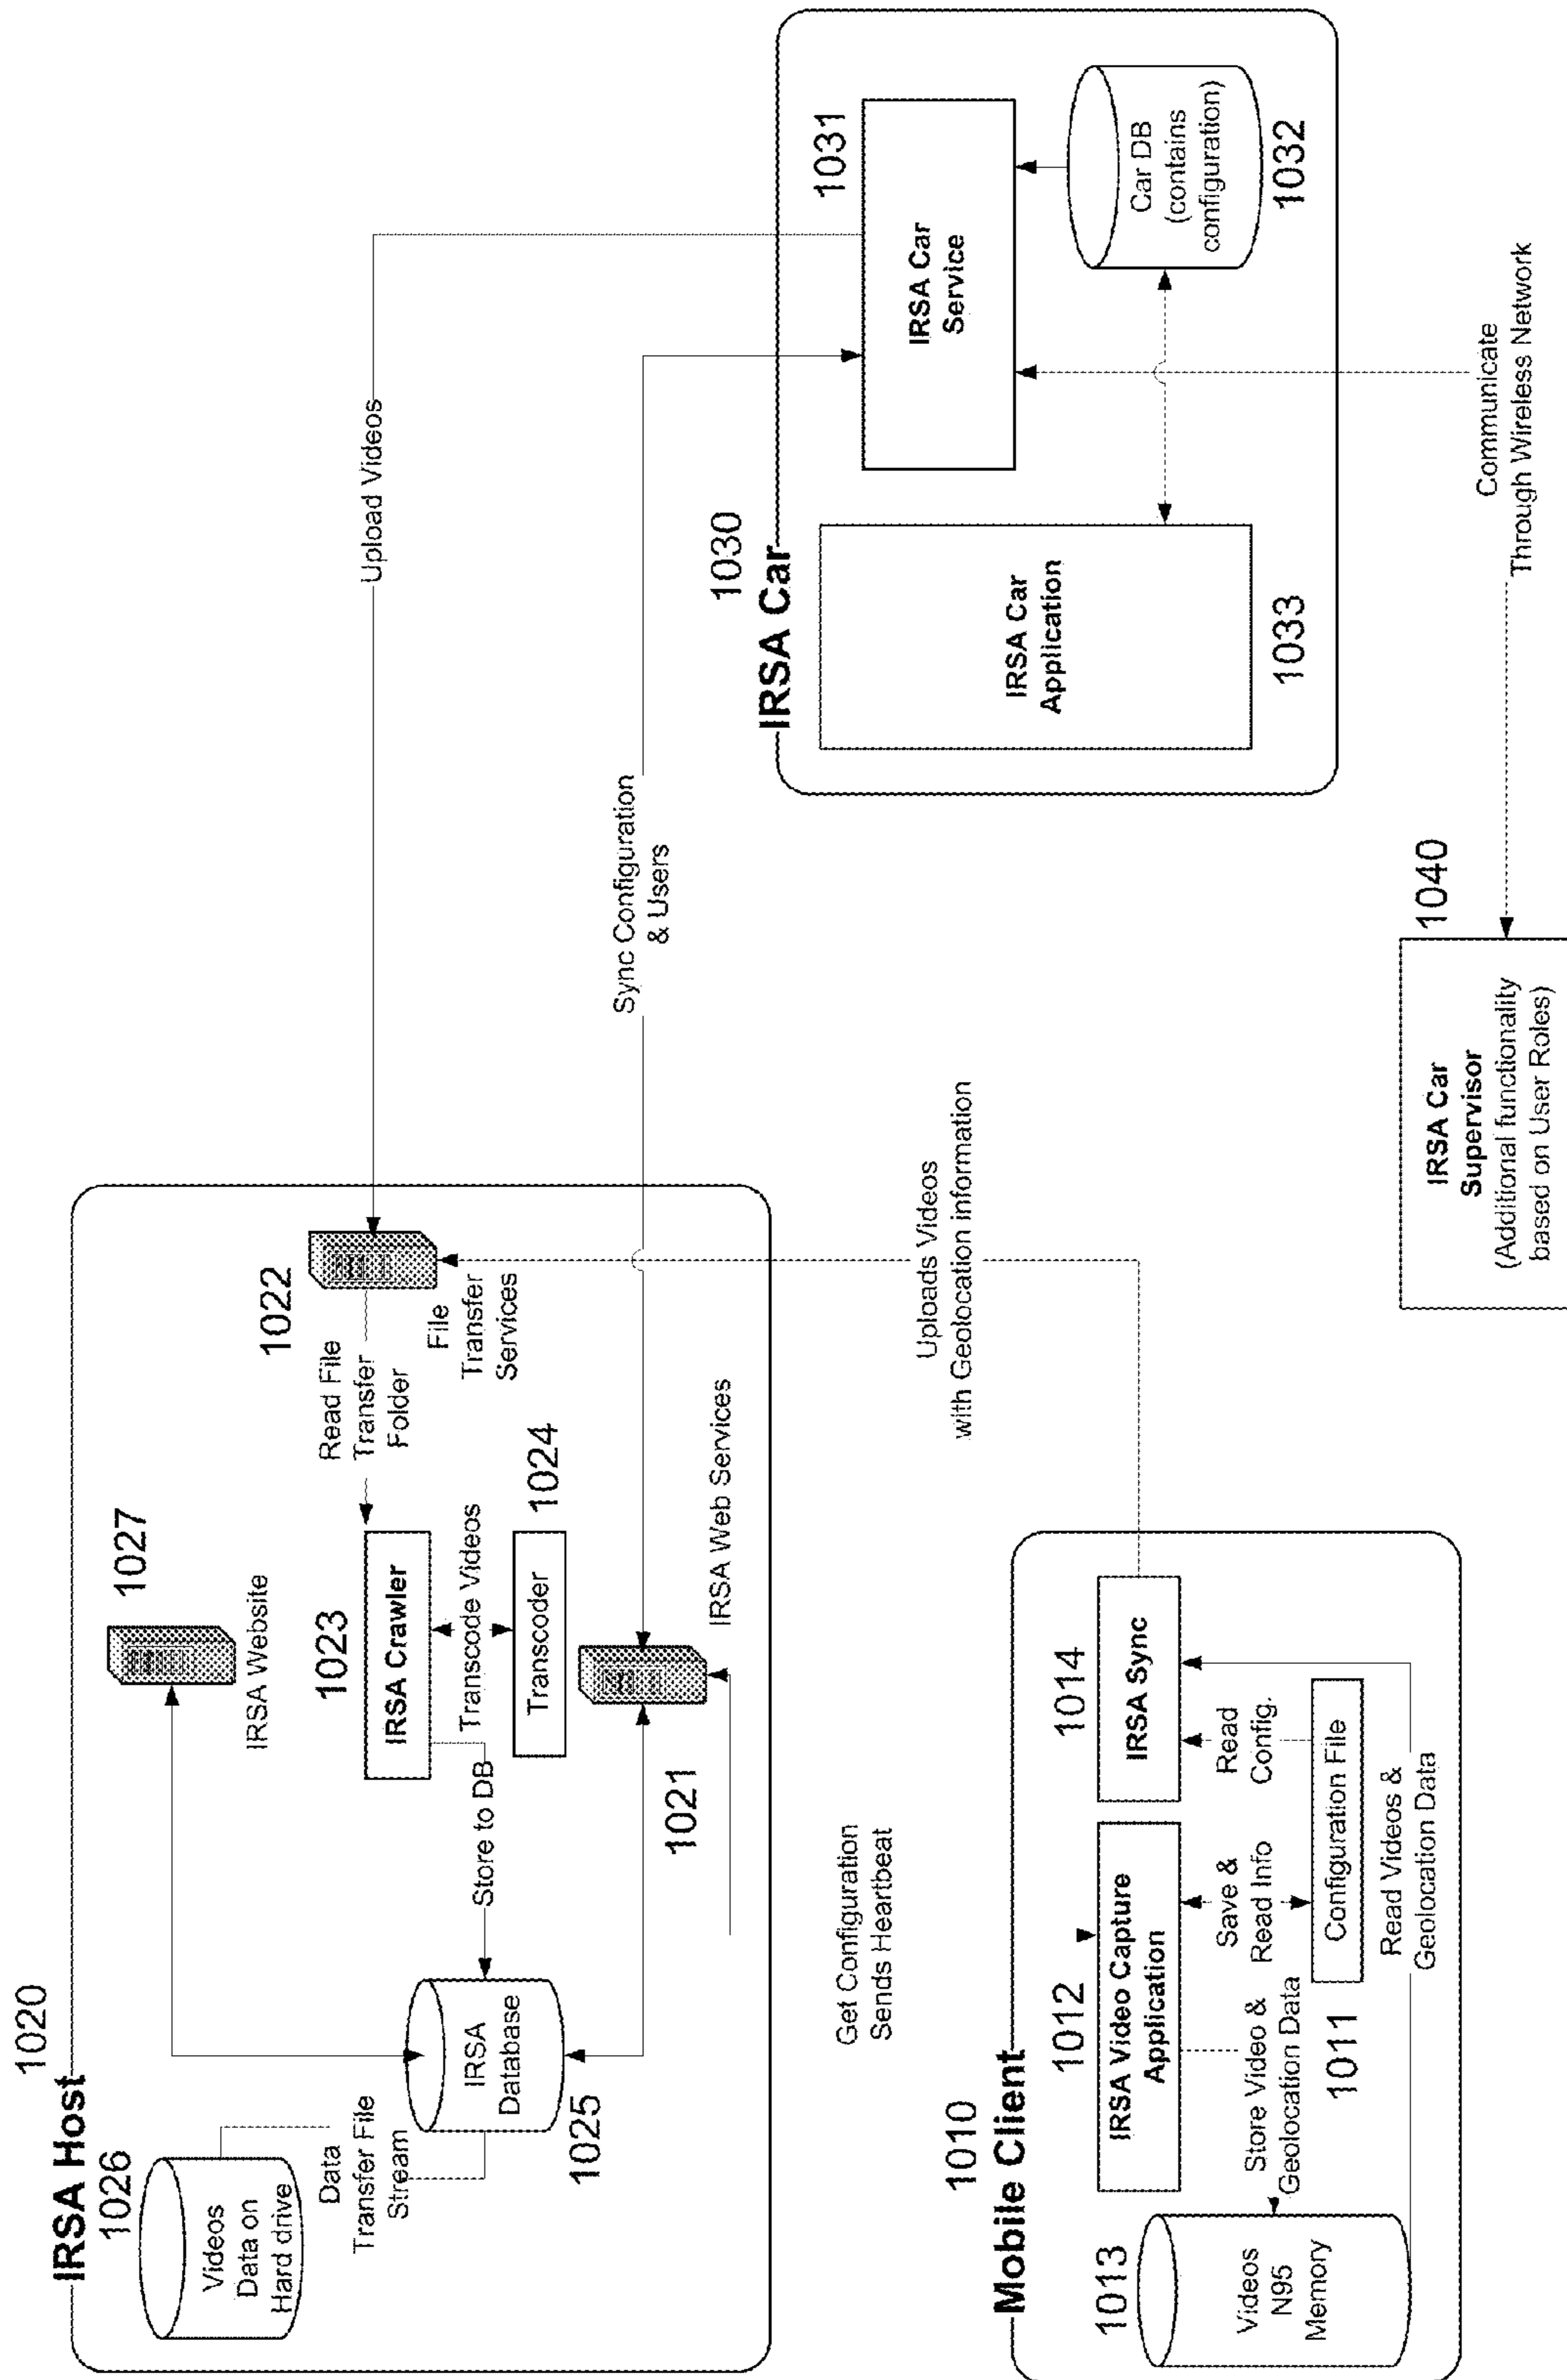 1020
IRSA Host
1026
Videos
Data on
Hard drive
Data
Transfer File
Stream
IRSA
Database
1025
1027
IRSA Website
1023
IRSA Crawler
Store to DB
Transcode Videos
Transcoder
1024
1021
IRSA Web Services
1022
Read File
Transfer
Folder
File
Transfer
Services
Upload Videos
Sync Configuration
& Users
Get Configuration
Sends Heartbeat
Uploads Videos
with Geolocation information
1010
Mobile Client
1013
Videos
N95
Memory
1012
IRSA Video Capture
Application
Store Video &
Geolocation Data
Save &
Read Info
1011
Configuration File
1014
IRSA Sync
Read
Config.
Read Videos &
Geolocation Data
1030
IRSA Car
IRSA Car
Application
1033
1031
IRSA Car
Service
Car DB
(contains
configuration)
1032
1040
IRSA Car
Supervisor
(Additional functionality
based on User Roles)
Communicate
Through Wireless Network